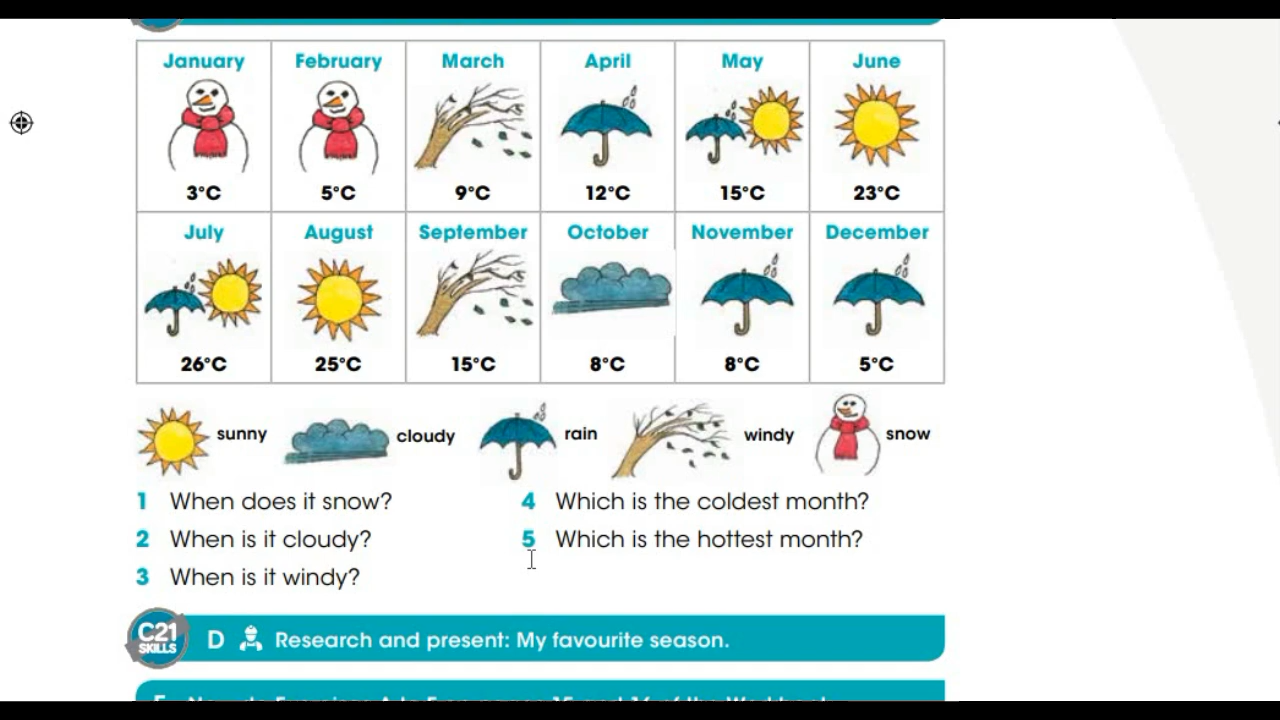 January February March April May June
3°C 5°C 9°C 12°C 15°C 23°C
July August September October November December
26°C 25°C 15°C 8°C 8°C 5°C
sunny cloudy rain windy snow
1 When does it snow?
2 When is it cloudy?
3 When is it windy?
4 Which is the coldest month?
5 Which is the hottest month?
C21
SKILLS
D Research and present: My favourite season.